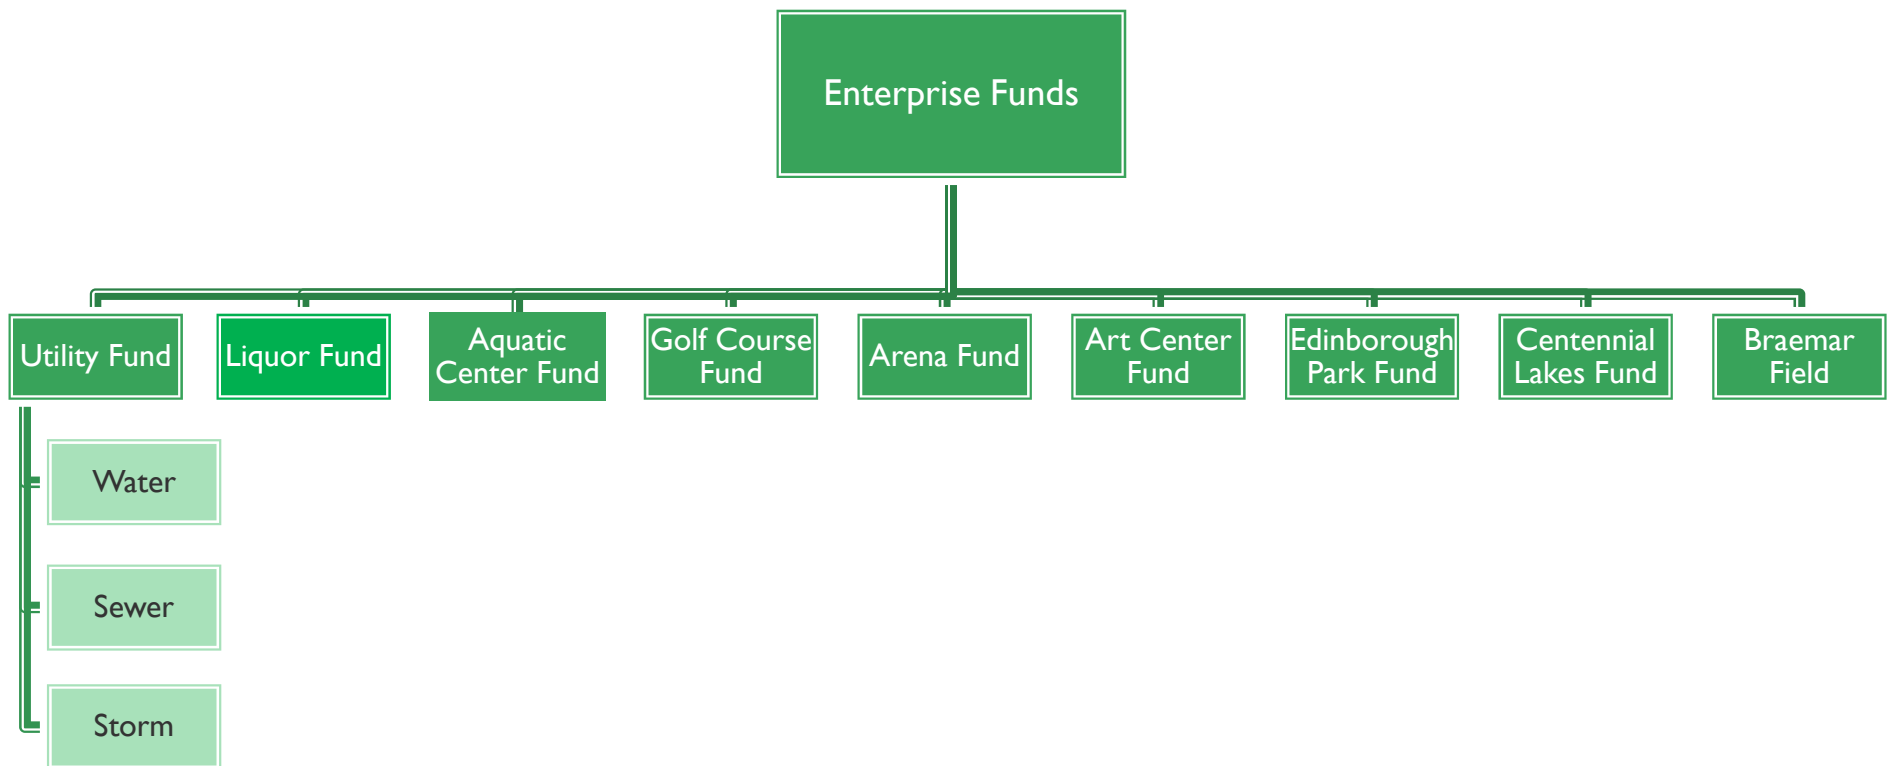 Enterprise Funds
Utility Fund
Liquor Fund
Aquatic
Center Fund
Golf Course
Fund
Arena Fund
Art Center
Fund
Edinborough
Park Fund
Centennial
Lakes Fund
Braemar
Field
Water
Sewer
Storm